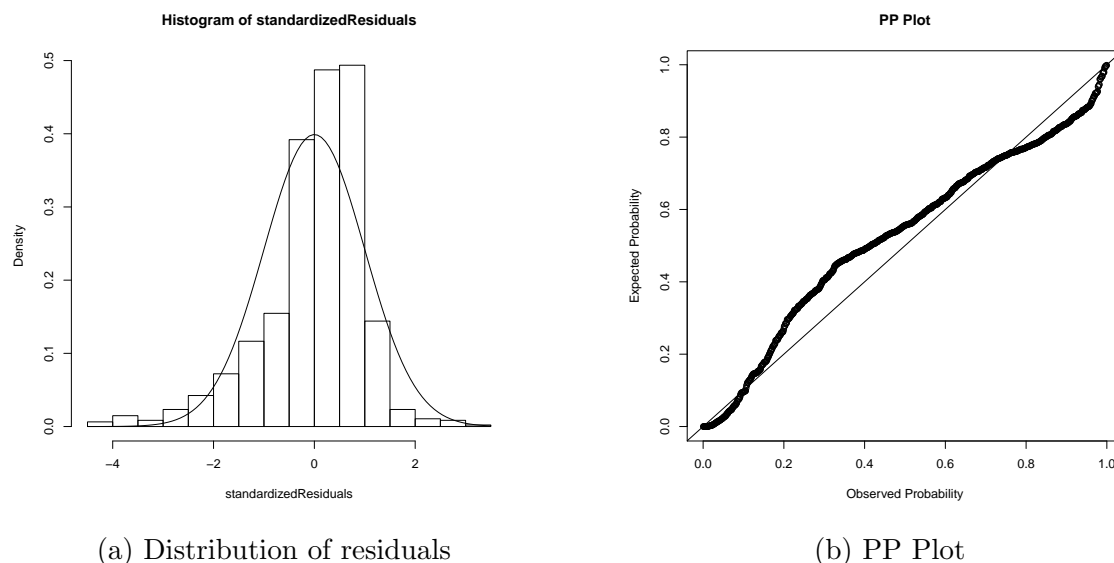 Histogram of standardizedResiduals
Density
0.0
0.1
0.2
0.3
0.4
0.5
−4
−2
0
2
standardizedResiduals
(a) Distribution of residuals
PP Plot
Expected Probability
0.0
0.2
0.4
0.6
0.8
1.0
0.0
0.2
0.4
0.6
0.8
1.0
Observed Probability
(b) PP Plot